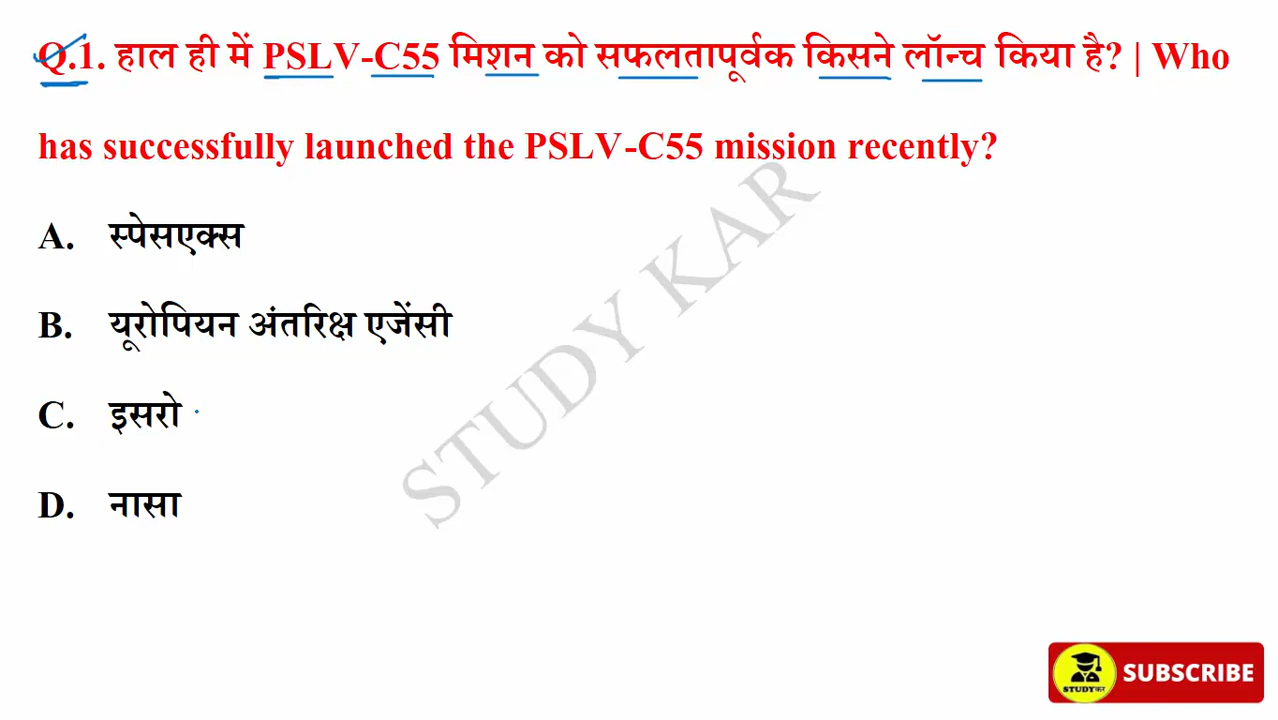 Q.1. हाल ही में PSLV-C55 मिशन को सफलतापूर्वक किसने लॉन्च किया है? | Who
has successfully launched the PSLV-C55 mission recently?
A. स्पेसएक्स
B. यूरोपियन अंतरिक्ष एजेंसी
C. इसरो
D. नासा
STUDY KAR
STUDYकर
SUBSCRIBE